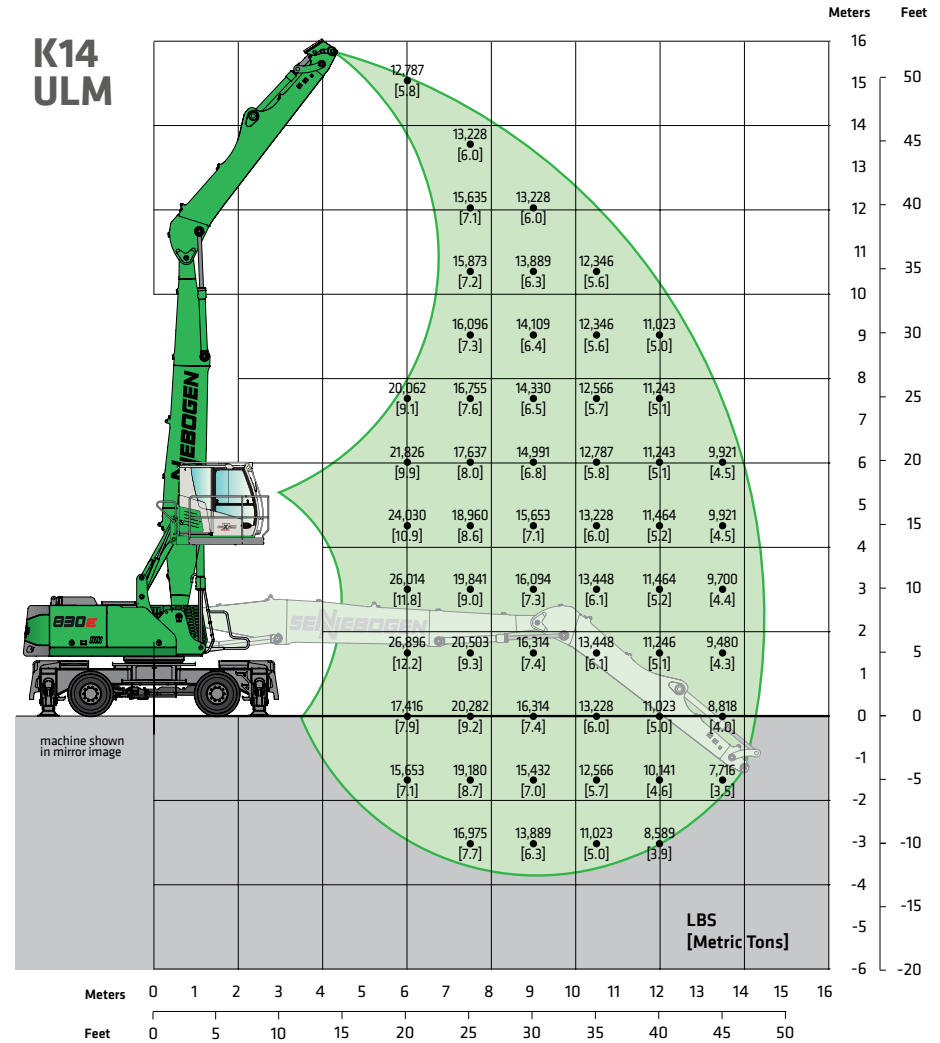 Meters Feet
K14
ULM
16
12,787
[5.8]
15
50
14
13,228
[6.0]
45
13
15,635 13,228
[7.1] [6.0]
12
40
11
15,873 13,889 12,346
[7.2] [6.3] [5.6]
35
10
16,096 14,109 12,346 11,023
[7.3] [6.4] [5.6] [5.0]
9
30
8
20,062 16,755 14,330 12,566 11,243
[9.1] [7.6] [6.5] [5.7] [5.1]
25
7
NIEBOGEN
21,826 17,637 14,991 12,787 11,243 9,921
[9.9] [8.0] [6.8] [5.8] [5.1] [4.5]
6
20
5
24,030 18,960 15,653 13,228 11,464 9,921
[10.9] [8.6] [7.1] [6.0] [5.2] [4.5]
15
4
26,014 19,841 16,094 13,448 11,464 9,700
[11.8] [9.0] [7.3] [6.1] [5.2] [4.4]
3
10
830E
SENNEBOGEN
2
26,896 20,503 16,314 13,448 11,246 9,480
[12.2] [9.3] [7.4] [6.1] [5.1] [4.3]
5
1
17,416 20,282 16,314 13,228 11,023 8,818
[7.9] [9.2] [7.4] [6.0] [5.0] [4.0]
0
0
machine shown
in mirror image
-1
15,653 19,180 15,432 12,566 10,141 7,716
[7.1] [8.7] [7.0] [5.7] [4.6] [3.5]
-5
-2
16,975 13,889 11,023 8,589
[7.7] [6.3] [5.0] [3.9]
-3
-10
-4
-15
LBS
[Metric Tons]
-5
-6
-20
Meters 0 1 2 3 4 5 6 7 8 9 10 11 12 13 14 15 16
Feet 0 5 10 15 20 25 30 35 40 45 50